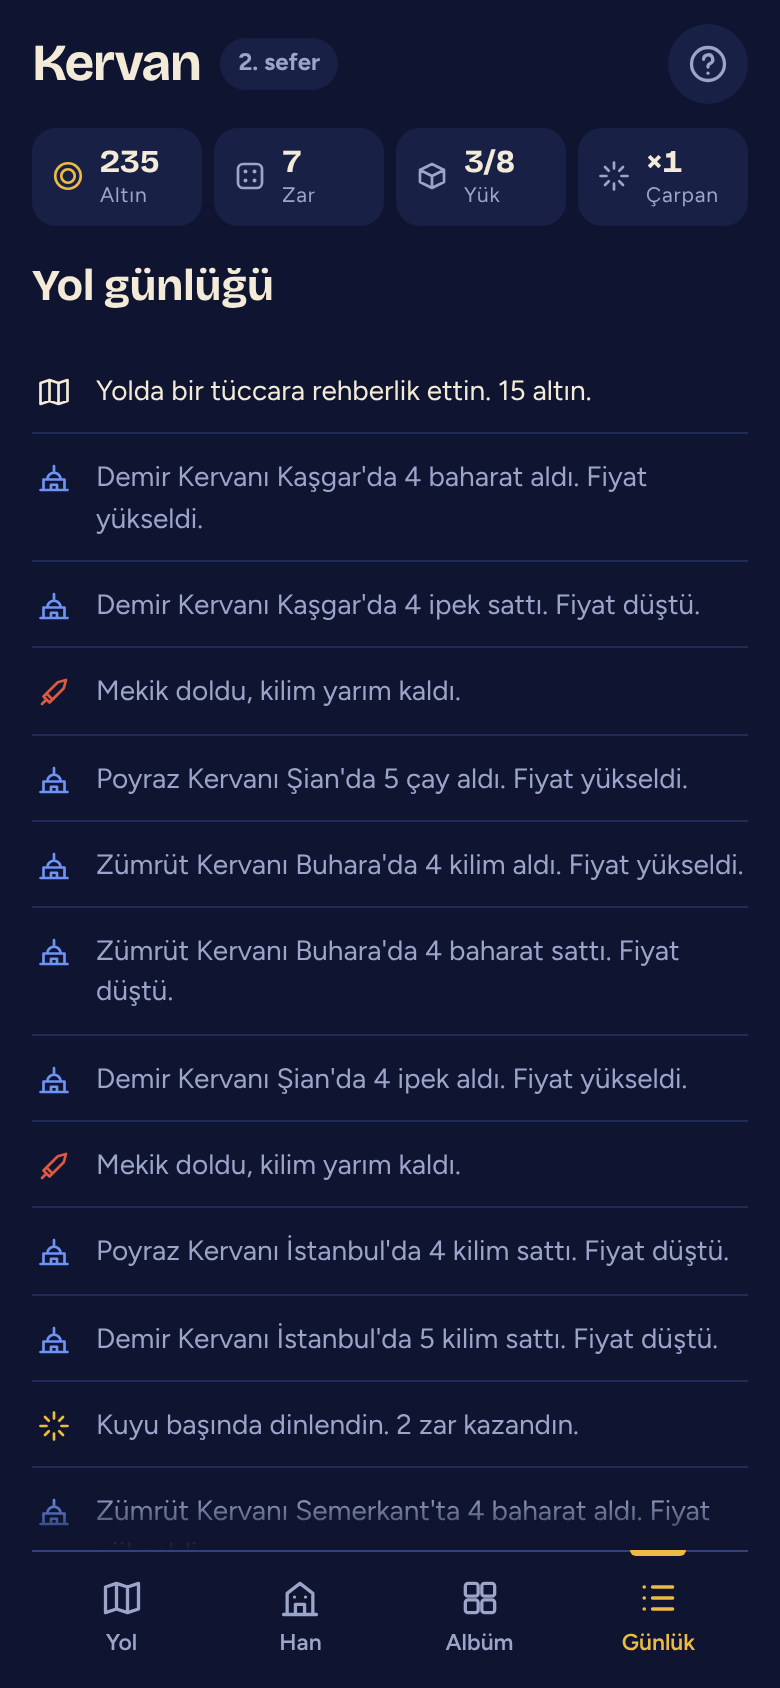 Kervan
2. sefer
235
Altın
7
Zar
3/8
Yük
×1
Çarpan
Yol günlüğü
Yolda bir tüccara rehberlik ettin. 15 altın.
Demir Kervanı Kaşgar'da 4 baharat aldı. Fiyat
yükseldi.
Demir Kervanı Kaşgar'da 4 ipek sattı. Fiyat düştü.
Mekik doldu, kilim yarım kaldı.
Poyraz Kervanı Şian'da 5 çay aldı. Fiyat yükseldi.
Zümrüt Kervanı Buhara'da 4 kilim aldı. Fiyat yükseldi.
Zümrüt Kervanı Buhara'da 4 baharat sattı. Fiyat
düştü.
Demir Kervanı Şian'da 4 ipek aldı. Fiyat yükseldi.
Mekik doldu, kilim yarım kaldı.
Poyraz Kervanı İstanbul'da 4 kilim sattı. Fiyat düştü.
Demir Kervanı İstanbul'da 5 kilim sattı. Fiyat düştü.
Kuyu başında dinlendin. 2 zar kazandın.
Zümrüt Kervanı Semerkant'ta 4 baharat aldı. Fiyat
Yol
Han
Albüm
Günlük